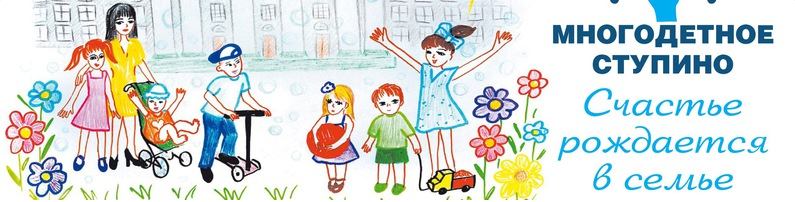 МНОГОДЕТНОЕ
СТУПИНО
Счастье
рождается
в семье